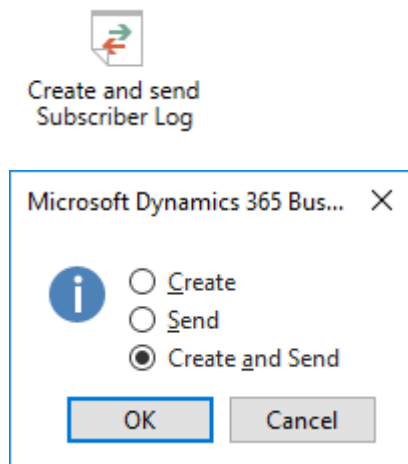 Create and send
Subscriber Log
Microsoft Dynamics 365 Bus...
i
Create
Send
Create and Send
OK
Cancel